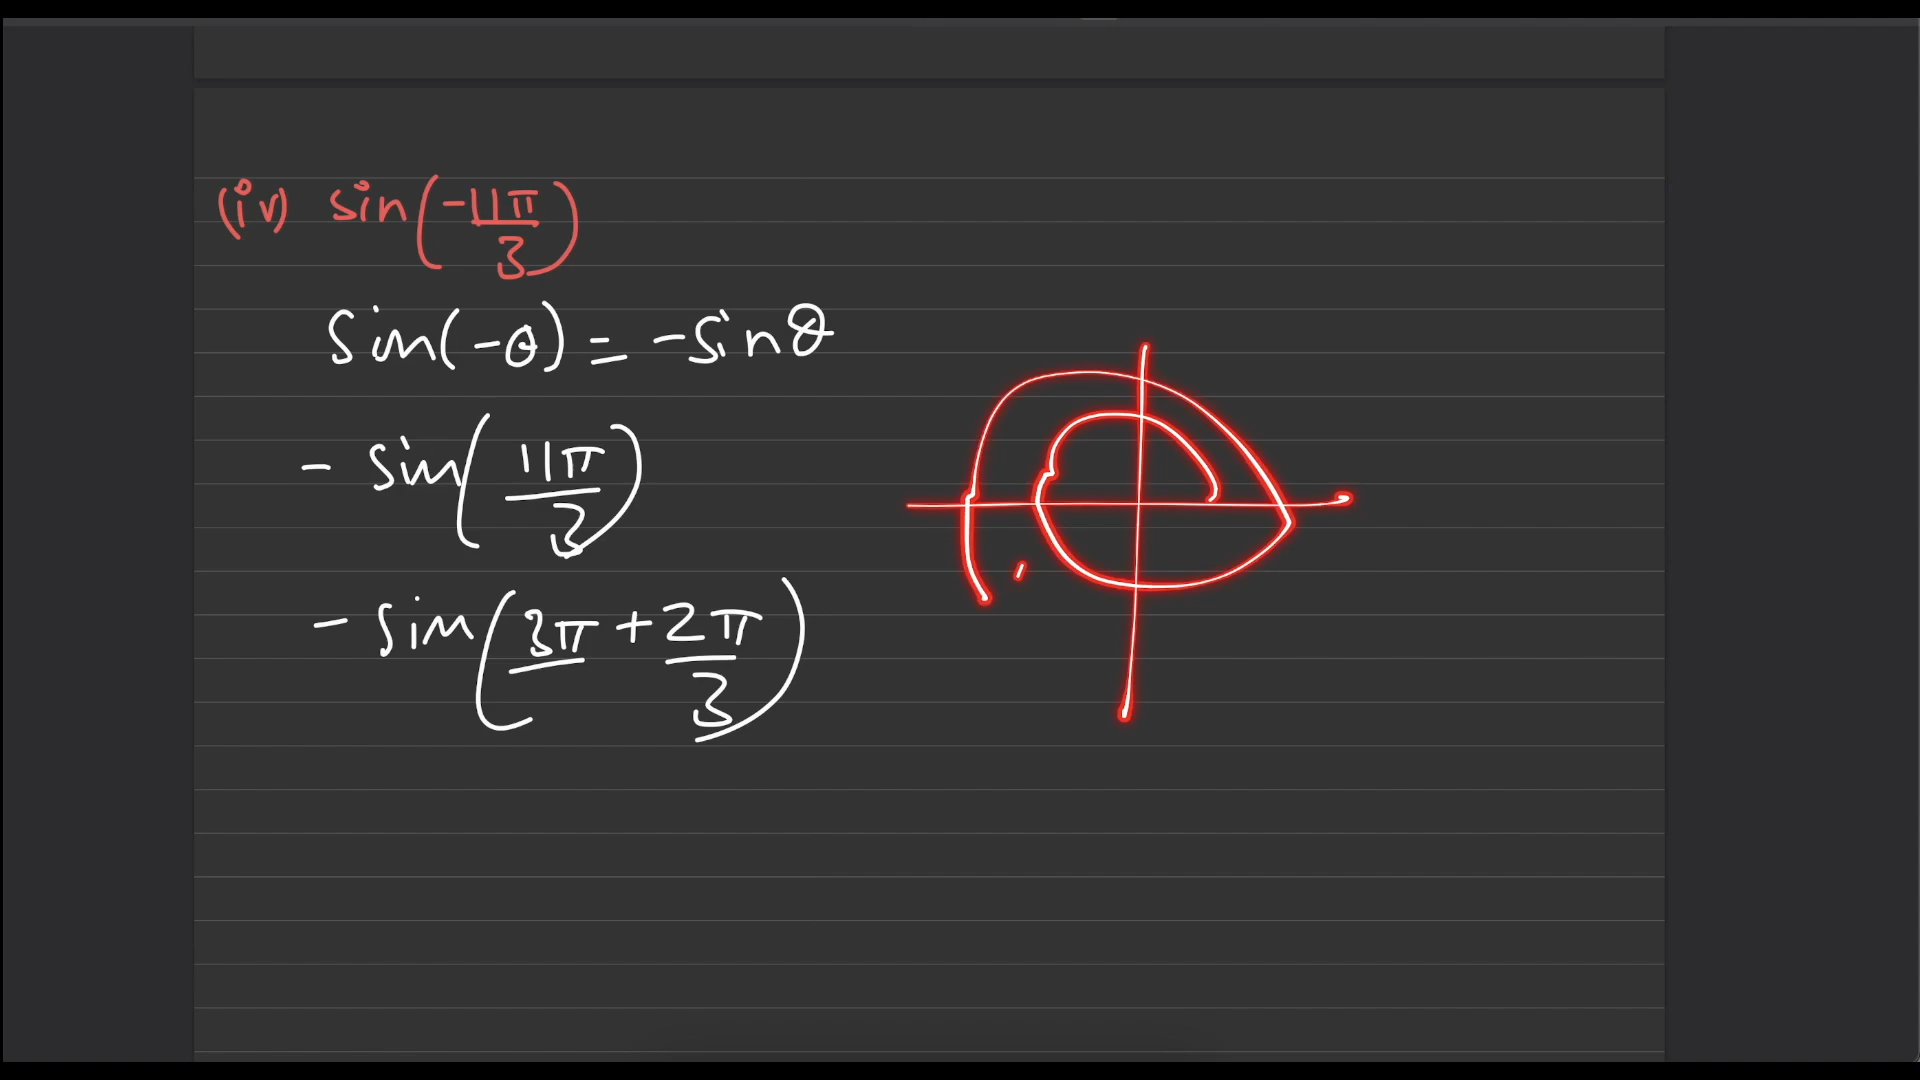 (iv) sin(-11π/3)
sin(-θ) = -sinθ
- sin(11π/3)
- sin(3π + 2π/3)